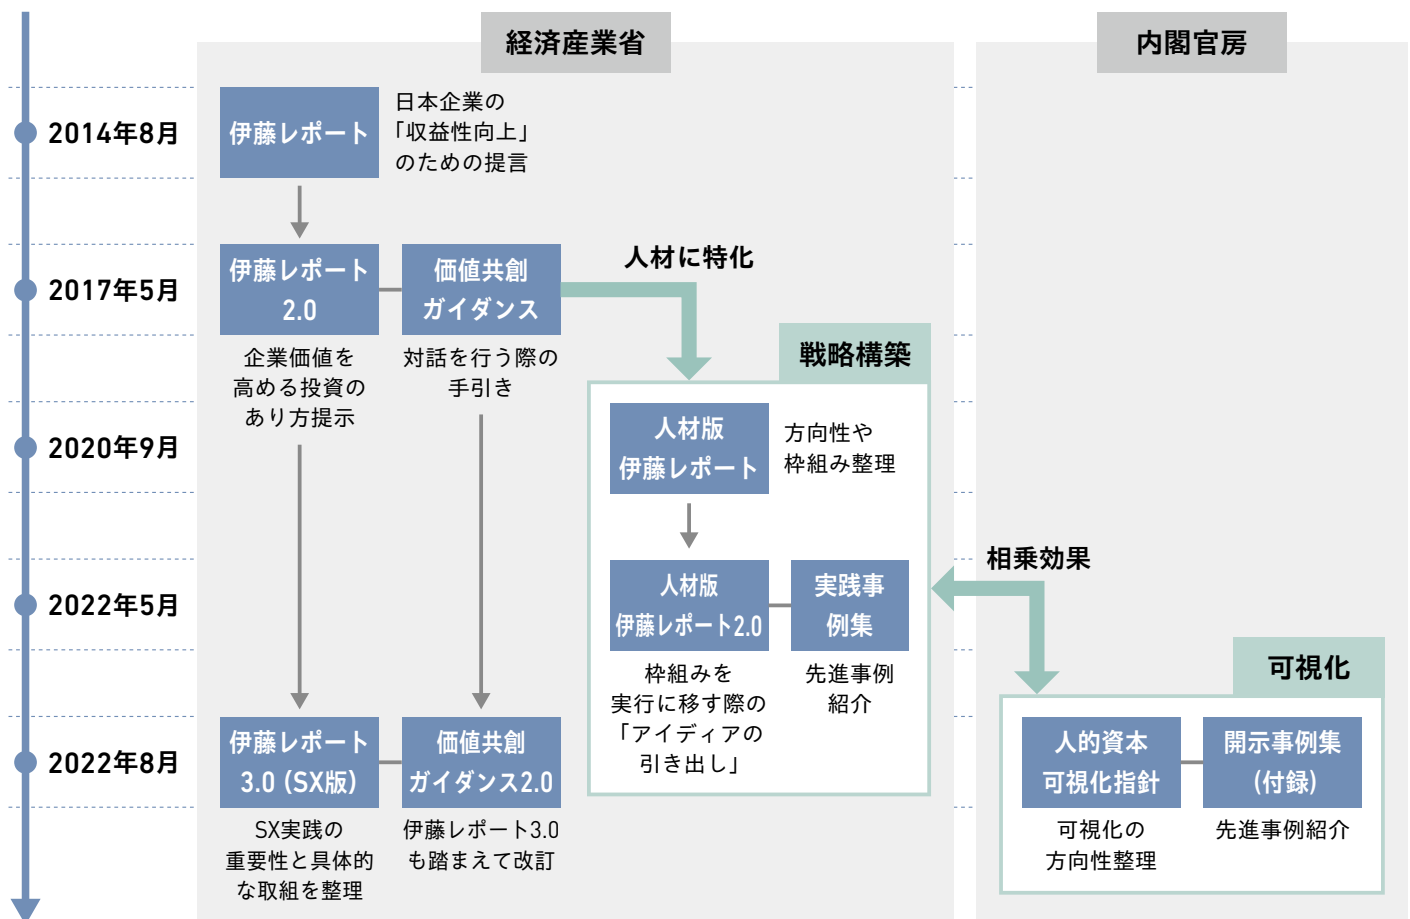 経済産業省
内閣官房
2014年8月
伊藤レポート
日本企業の
「収益性向上」
のための提言
2017年5月
伊藤レポート
2.0
価値共創
ガイダンス
人材に特化
企業価値を
高める投資の
あり方提示
対話を行う際の
手引き
戦略構築
2020年9月
人材版
伊藤レポート
方向性や
枠組み整理
2022年5月
人材版
伊藤レポート2.0
実践事
例集
相乗効果
枠組みを
実行に移す際の
「アイディアの
引き出し」
先進事例
紹介
可視化
2022年8月
伊藤レポート
3.0 (SX版)
価値共創
ガイダンス2.0
人的資本
可視化指針
開示事例集
(付録)
SX実践の
重要性と具体的
な取組を整理
伊藤レポート3.0
も踏まえて改訂
可視化の
方向性整理
先進事例紹介